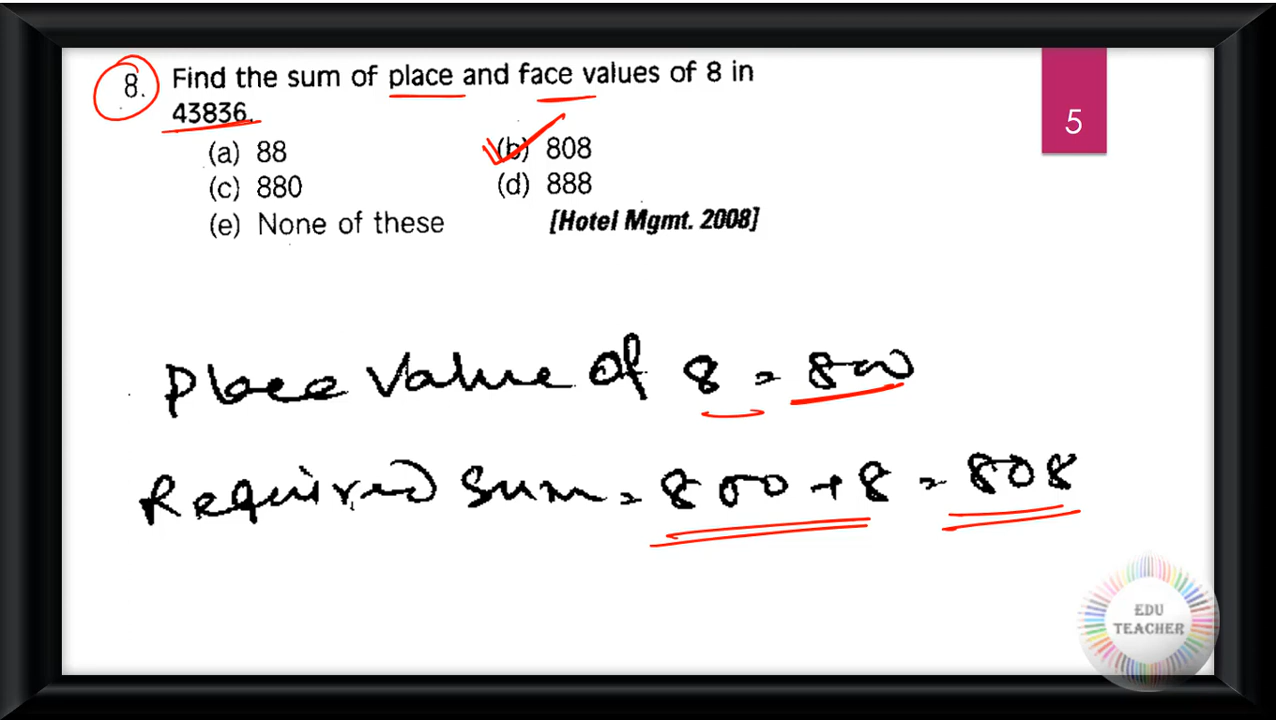 8. Find the sum of place and face values of 8 in
43836.
(a) 88 (b) 808
(c) 880 (d) 888
(e) None of these [Hotel Mgmt. 2008]
5
Place Value of 8 = 800
Required Sum = 800 + 8 = 808
EDU
TEACHER